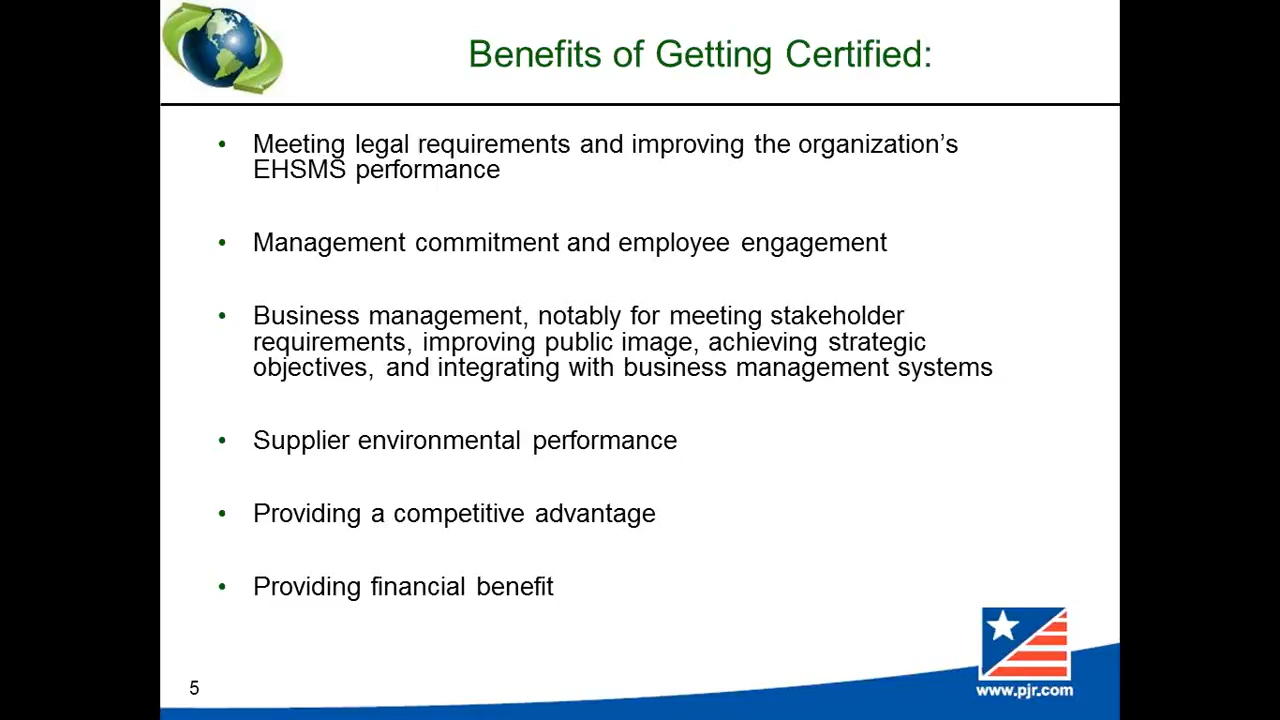 Benefits of Getting Certified:
• Meeting legal requirements and improving the organization’s
EHSMS performance
• Management commitment and employee engagement
• Business management, notably for meeting stakeholder
requirements, improving public image, achieving strategic
objectives, and integrating with business management systems
• Supplier environmental performance
• Providing a competitive advantage
• Providing financial benefit
5
www.pjr.com